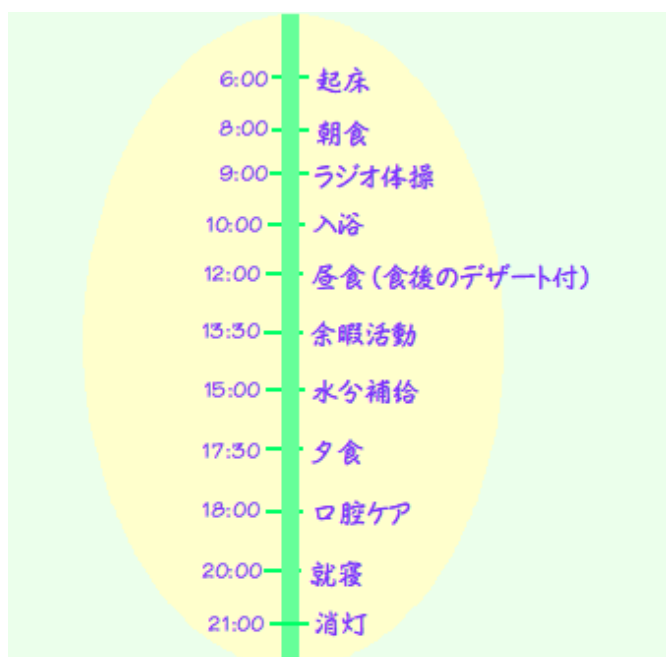 6:00 起床
8:00 朝食
9:00 ラジオ体操
10:00 入浴
12:00 昼食(食後のデザート付)
13:30 余暇活動
15:00 水分補給
17:30 夕食
18:00 口腔ケア
20:00 就寝
21:00 消灯